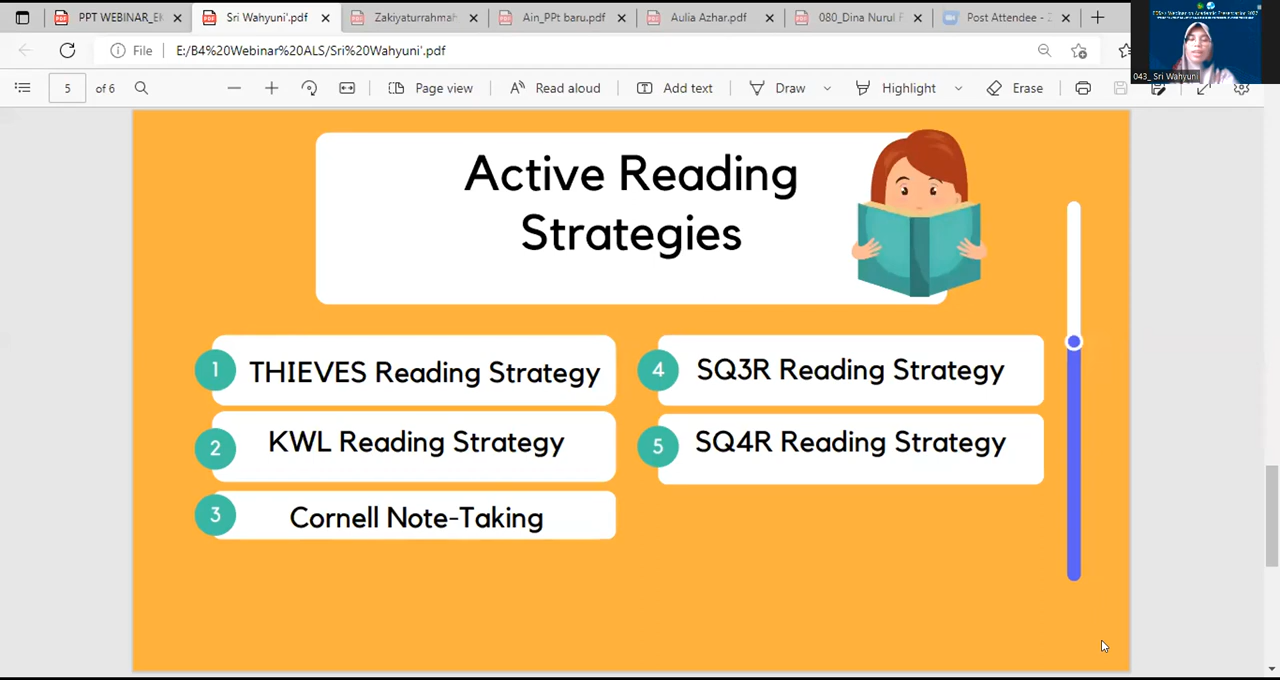 PPT WEBINAR_EK
Sri Wahyuni'.pdf
Zakiyaturrahmah
Ain_PPt baru.pdf
Aulia Azhar.pdf
080_Dina Nurul F
Post Attendee - Z
File
E:/B4%20Webinar%20ALS/Sri%20Wahyuni'.pdf
043_ Sri Wahyuni
5
of 6
Page view
Read aloud
Add text
Draw
Highlight
Erase
Active Reading
Strategies
1 THIEVES Reading Strategy
2 KWL Reading Strategy
3 Cornell Note-Taking
4 SQ3R Reading Strategy
5 SQ4R Reading Strategy